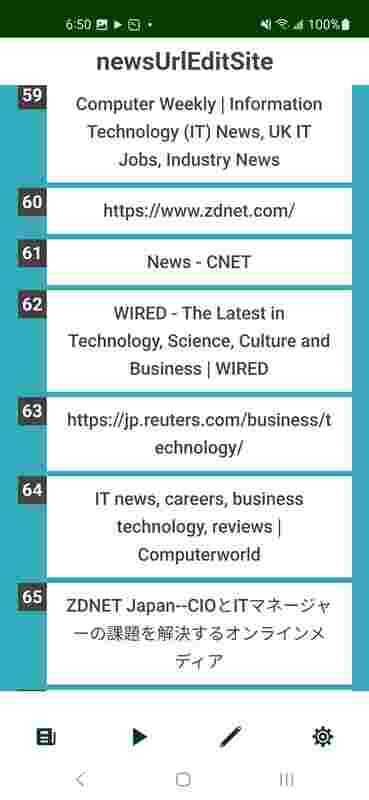 6:50
100%
newsUrlEditSite
59
Computer Weekly | Information
Technology (IT) News, UK IT
Jobs, Industry News
60
https://www.zdnet.com/
61
News - CNET
62
WIRED - The Latest in
Technology, Science, Culture and
Business | WIRED
63
https://jp.reuters.com/business/t
echnology/
64
IT news, careers, business
technology, reviews |
Computerworld
65
ZDNET Japan--CIOとITマネージャ
ーの課題を解決するオンラインメ
ディア